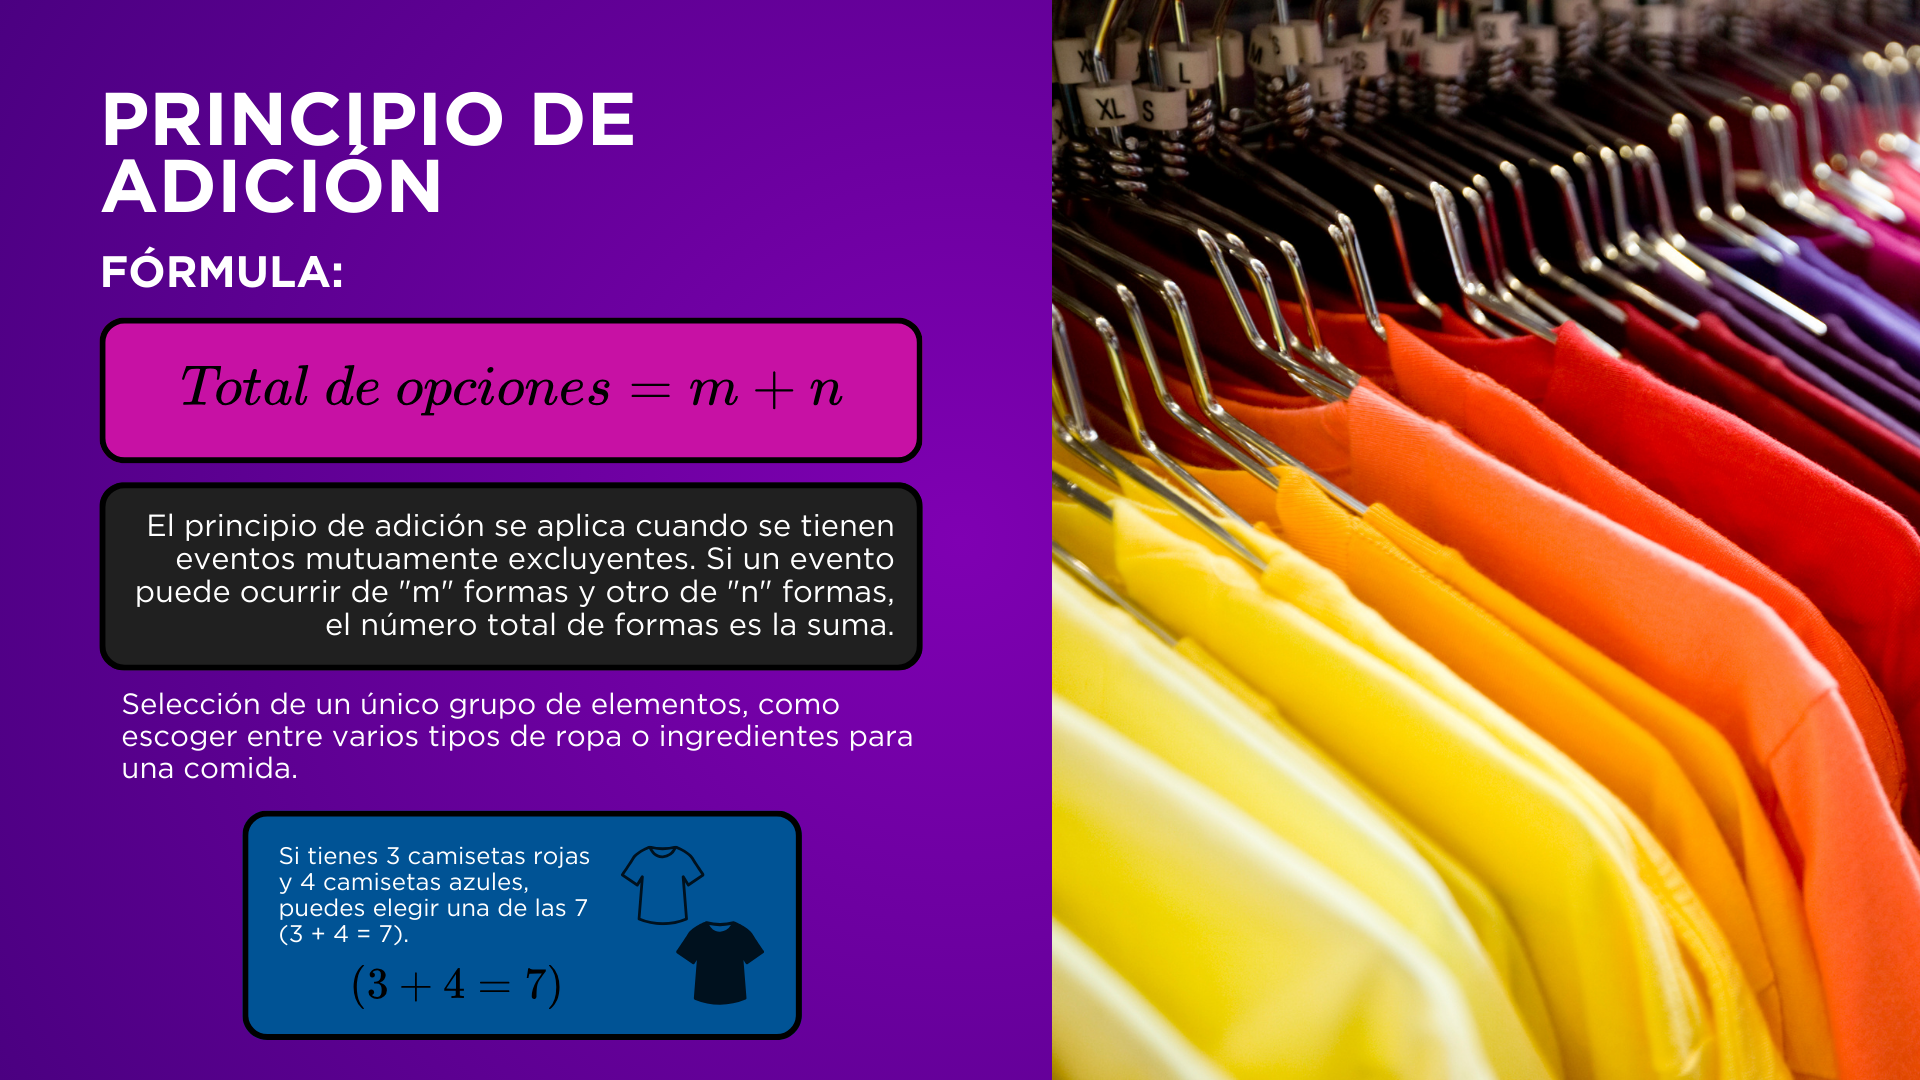 PRINCIPIO DE
ADICIÓN
FÓRMULA:
Total de opciones = m + n
El principio de adición se aplica cuando se tienen
eventos mutuamente excluyentes. Si un evento
puede ocurrir de "m" formas y otro de "n" formas,
el número total de formas es la suma.
Selección de un único grupo de elementos, como
escoger entre varios tipos de ropa o ingredientes para
una comida.
Si tienes 3 camisetas rojas
y 4 camisetas azules,
puedes elegir una de las 7
(3 + 4 = 7).
(3 + 4 = 7)
L
XL
S
M
S
L
M